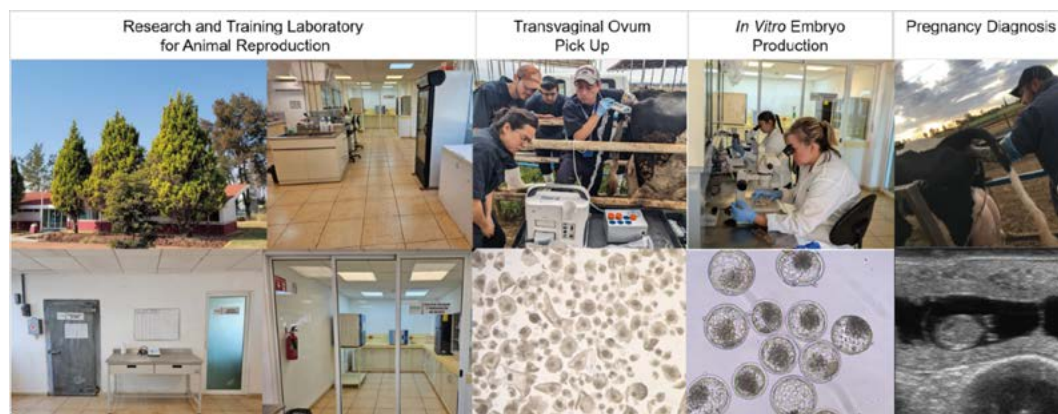 Research and Training Laboratory
for Animal Reproduction
Transvaginal Ovum
Pick Up
In Vitro Embryo
Production
Pregnancy Diagnosis